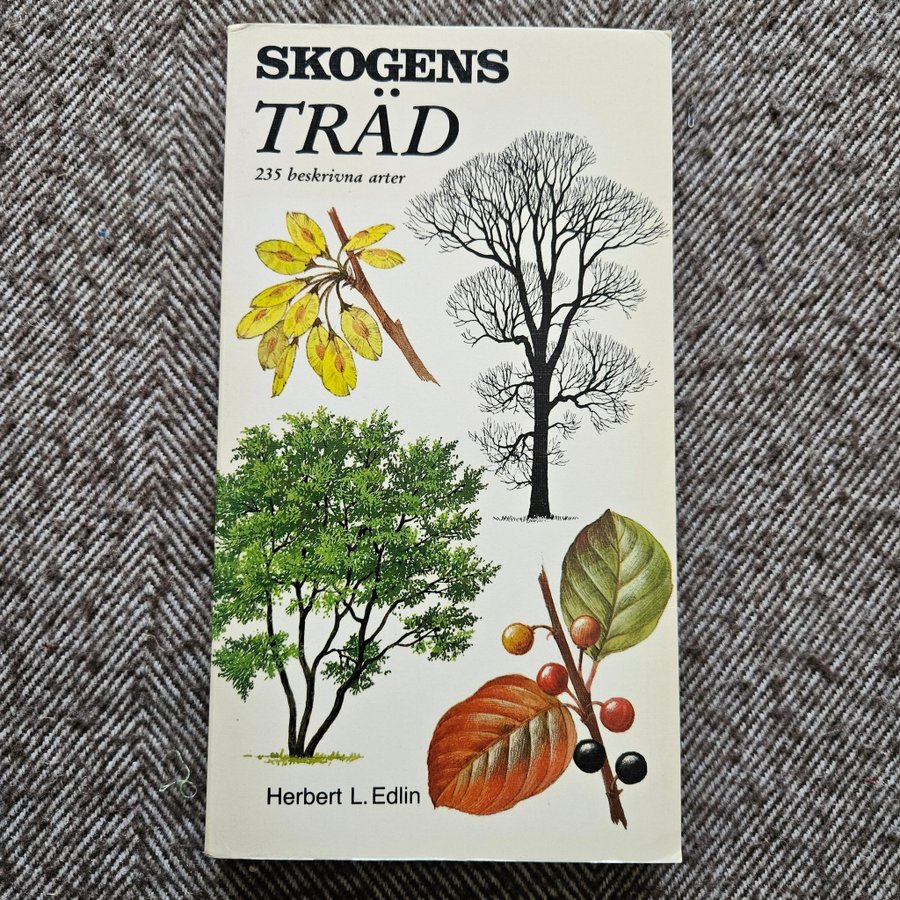 SKOGENS
TRÄD
235 beskrivna arter
Herbert L. Edlin